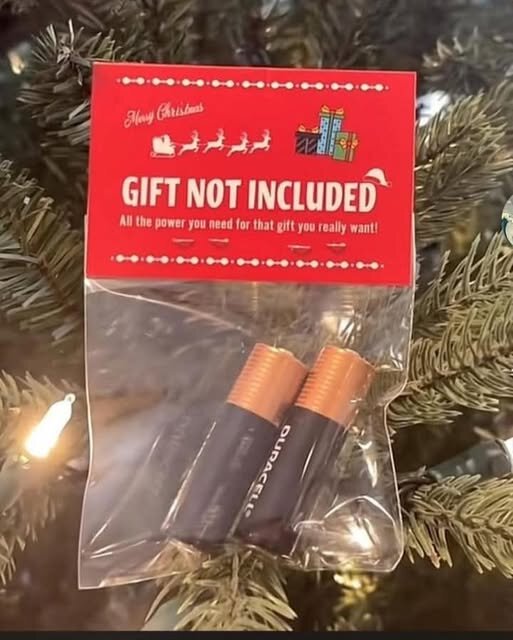 Merry Christmas
GIFT NOT INCLUDED
All the power you need for that gift you really want!
DURACELL